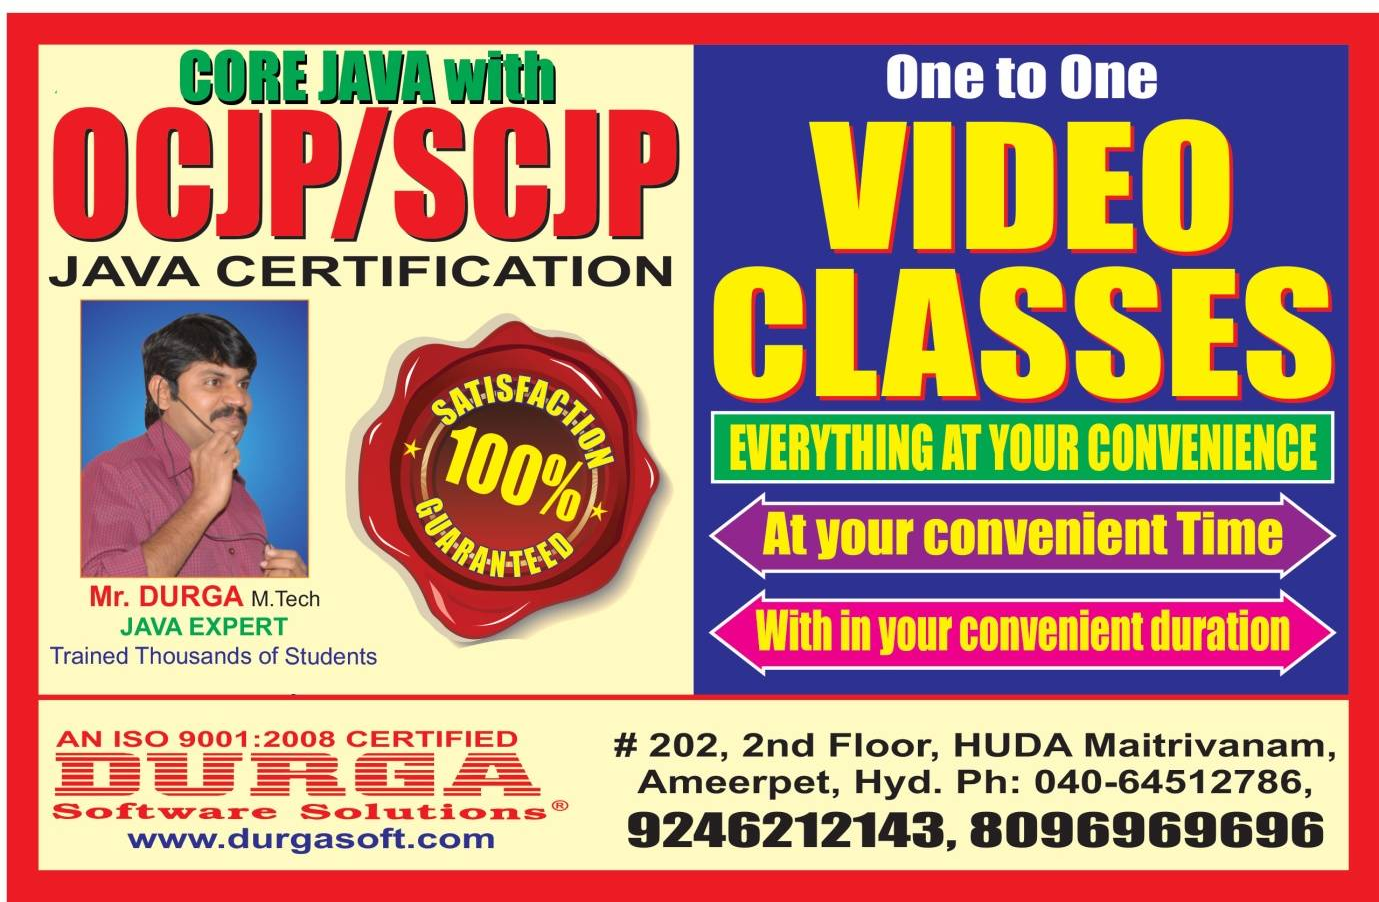 CORE JAVA with
OCJP/SCJP
JAVA CERTIFICATION
SATISFACTION
100%
GUARANTEED
Mr. DURGA M.Tech
JAVA EXPERT
Trained Thousands of Students
One to One
VIDEO
CLASSES
EVERYTHING AT YOUR CONVENIENCE
At your convenient Time
With in your convenient duration
AN ISO 9001:2008 CERTIFIED
DURGA
Software Solutions®
www.durgasoft.com
# 202, 2nd Floor, HUDA Maitrivanam,
Ameerpet, Hyd. Ph: 040-64512786,
9246212143, 8096969696